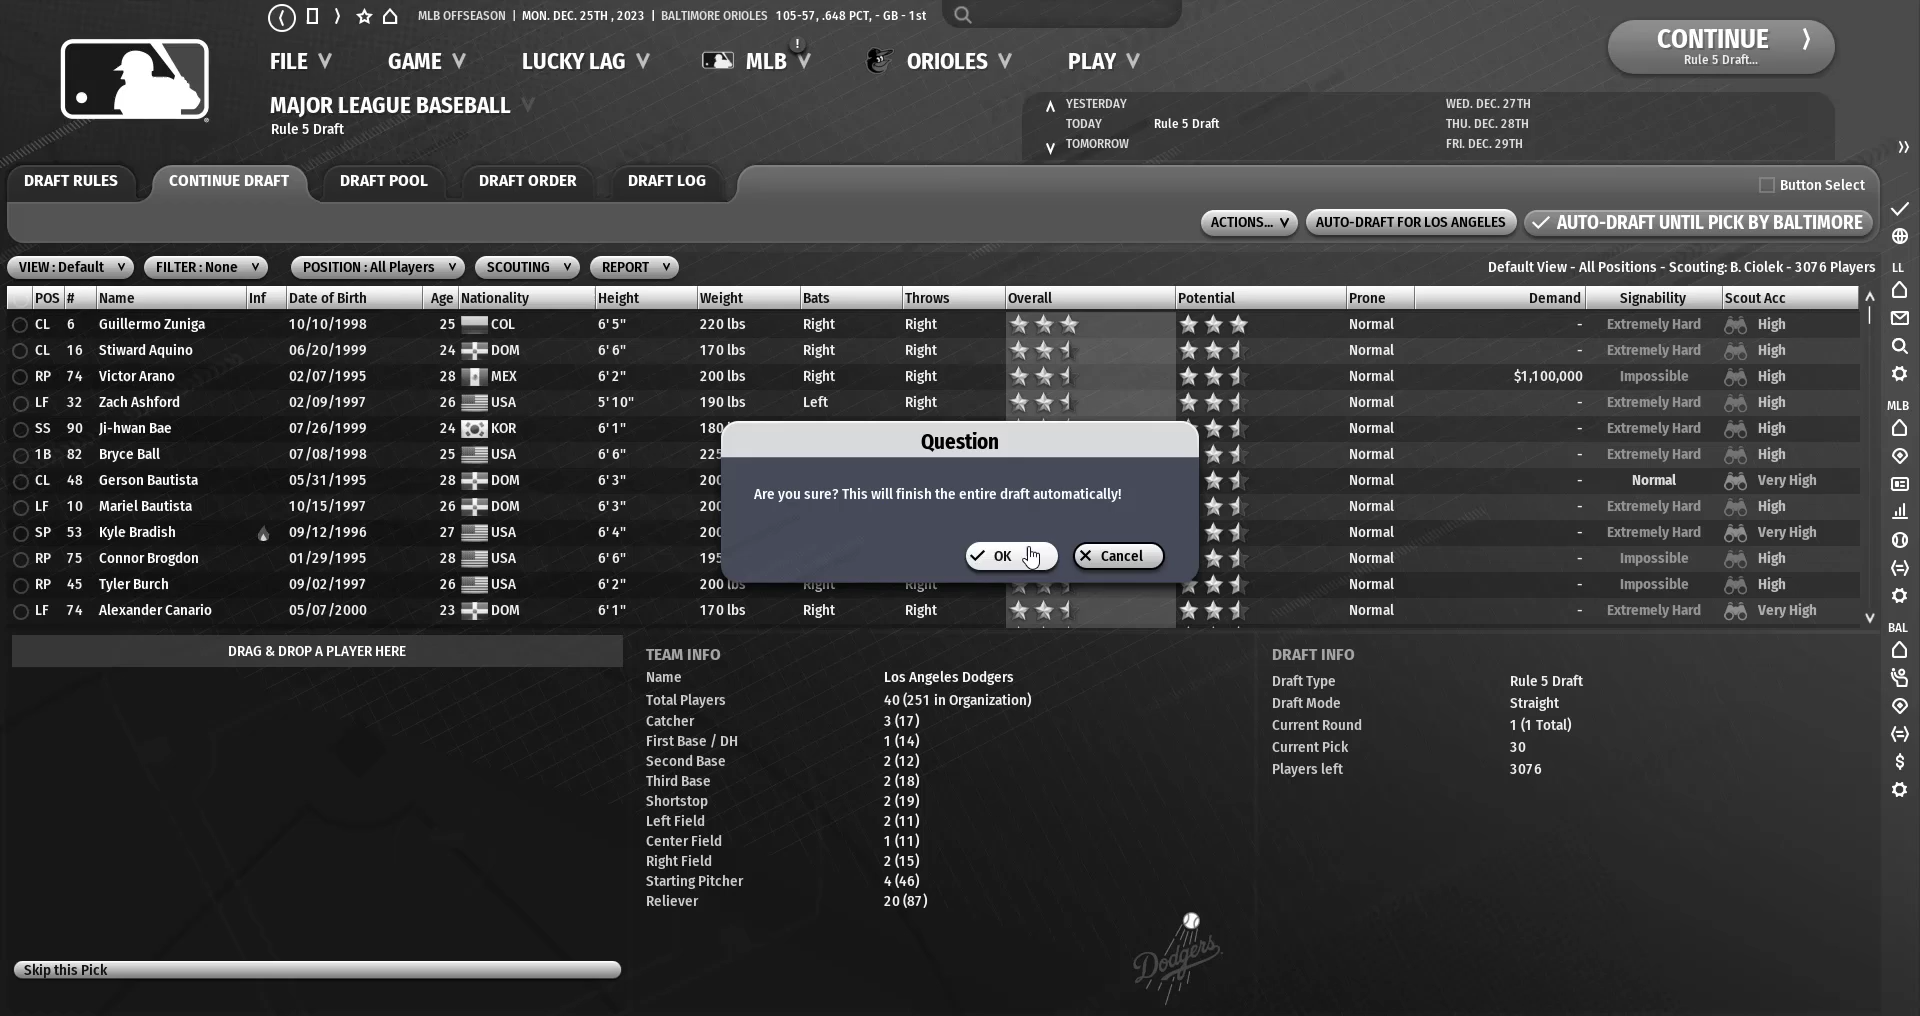 MLB OFFSEASON | MON. DEC. 25TH , 2023 | BALTIMORE ORIOLES 105-57, .648 PCT, - GB - 1st
FILE GAME LUCKY LAG MLB ! ORIOLES PLAY
CONTINUE
Rule 5 Draft...
MAJOR LEAGUE BASEBALL
Rule 5 Draft
YESTERDAY WED. DEC. 27TH
TODAY Rule 5 Draft THU. DEC. 28TH
TOMORROW FRI. DEC. 29TH
DRAFT RULES CONTINUE DRAFT DRAFT POOL DRAFT ORDER DRAFT LOG
Button Select
ACTIONS... AUTO-DRAFT FOR LOS ANGELES AUTO-DRAFT UNTIL PICK BY BALTIMORE
VIEW : Default FILTER : None POSITION : All Players SCOUTING REPORT Default View - All Positions - Scouting: B. Ciolek - 3076 Players
POS # Name Inf Date of Birth Age Nationality Height Weight Bats Throws Overall Potential Prone Demand Signability Scout Acc
CL 6 Guillermo Zuniga 10/10/1998 25 COL 6' 5" 220 lbs Right Right Normal - Extremely Hard High
CL 16 Stiward Aquino 06/20/1999 24 DOM 6' 6" 170 lbs Right Right Normal - Extremely Hard High
RP 74 Victor Arano 02/07/1995 28 MEX 6' 2" 200 lbs Right Right Normal $1,100,000 Impossible High
LF 32 Zach Ashford 02/09/1997 26 USA 5' 10" 190 lbs Left Right Normal - Extremely Hard High
SS 90 Ji-hwan Bae 07/26/1999 24 KOR 6' 1" 180 Normal - Extremely Hard High
1B 82 Bryce Ball 07/08/1998 25 USA 6' 6" 225 Normal - Extremely Hard High
CL 48 Gerson Bautista 05/31/1995 28 DOM 6' 3" 200 Normal - Normal Very High
LF 10 Mariel Bautista 10/15/1997 26 DOM 6' 3" 200 Normal - Extremely Hard High
SP 53 Kyle Bradish 09/12/1996 27 USA 6' 4" 200 Normal - Extremely Hard Very High
RP 75 Connor Brogdon 01/29/1995 28 USA 6' 6" 195 Normal - Impossible High
RP 45 Tyler Burch 09/02/1997 26 USA 6' 2" 200 lbs Right Right Normal - Impossible High
LF 74 Alexander Canario 05/07/2000 23 DOM 6' 1" 170 lbs Right Right Normal - Extremely Hard Very High
Question
Are you sure? This will finish the entire draft automatically!
OK Cancel
LL
MLB
BAL
DRAG & DROP A PLAYER HERE
Skip this Pick
TEAM INFO
Name Los Angeles Dodgers
Total Players 40 (251 in Organization)
Catcher 3 (17)
First Base / DH 1 (14)
Second Base 2 (12)
Third Base 2 (18)
Shortstop 2 (19)
Left Field 2 (11)
Center Field 1 (11)
Right Field 2 (15)
Starting Pitcher 4 (46)
Reliever 20 (87)
Dodgers
DRAFT INFO
Draft Type Rule 5 Draft
Draft Mode Straight
Current Round 1 (1 Total)
Current Pick 30
Players left 3076